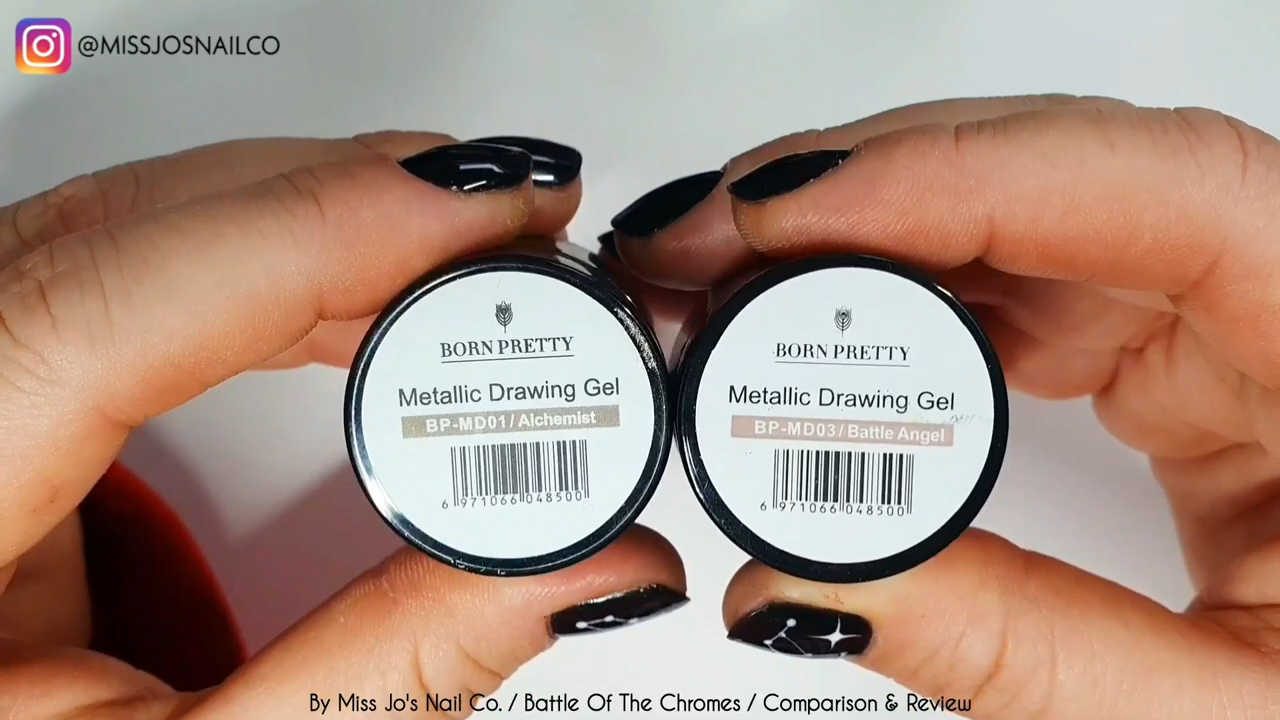 @MISSJOSNAILCO
BORN PRETTY
Metallic Drawing Gel
BP-MD01/Alchemist
6 971066 048500
BORN PRETTY
Metallic Drawing Gel
BP-MD03/Battle Angel
6 971066 048500
By Miss Jo's Nail Co. / Battle Of The Chromes / Comparison & Review